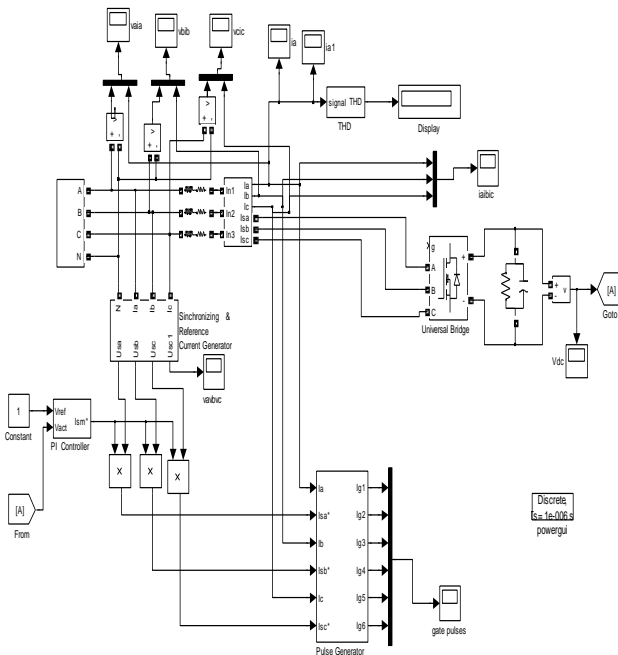 vaia
vbib
vcic
ia
ia1
signal THD
THD
Display
iaibic
A
B
C
N
In1
In2
In3
Ia
Ib
Ic
Isa
Isb
Isc
g
A
B
C
+
-
Universal Bridge
+
-
v
[A]
Goto
Vdc
N
Ia
Ib
Ic
Usa
Usb
Usc
Usc1
Sinchronizing &
Reference
Current Generator
vavbvc
1
Constant
Vref
Vact
Ism*
PI Controller
X
X
X
[A]
From
Ia
Isa*
Ib
Isb*
Ic
Isc*
Ig1
Ig2
Ig3
Ig4
Ig5
Ig6
Pulse Generator
gate pulses
Discrete,
Ts = 1e-006 s
powergui